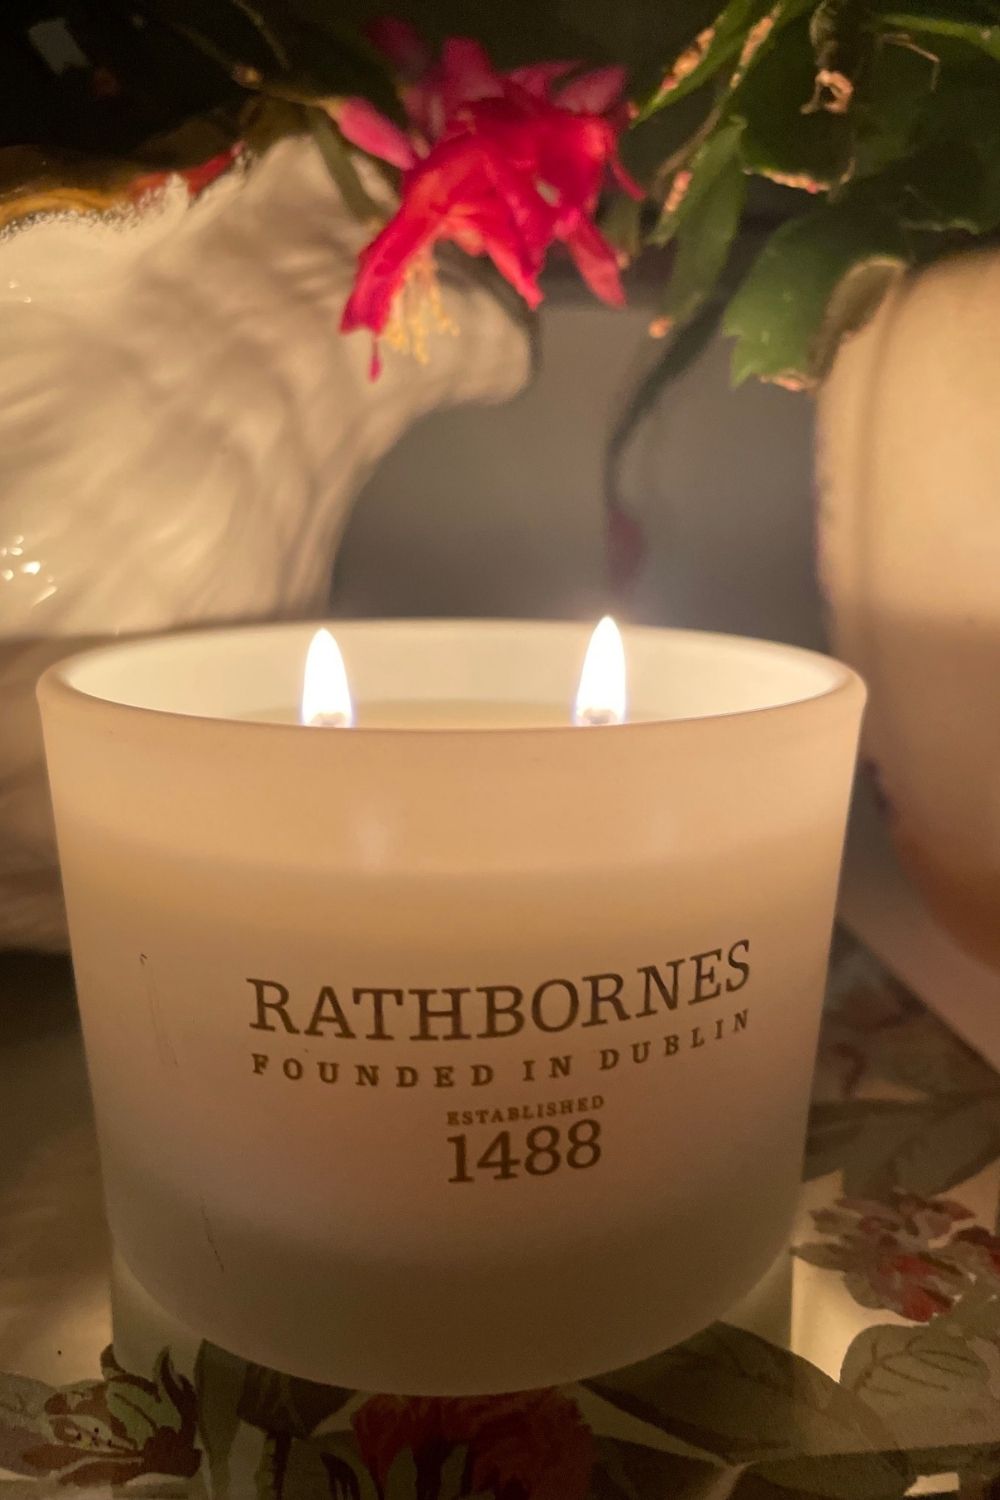 RATHBORNES
FOUNDED IN DUBLIN
ESTABLISHED
1488